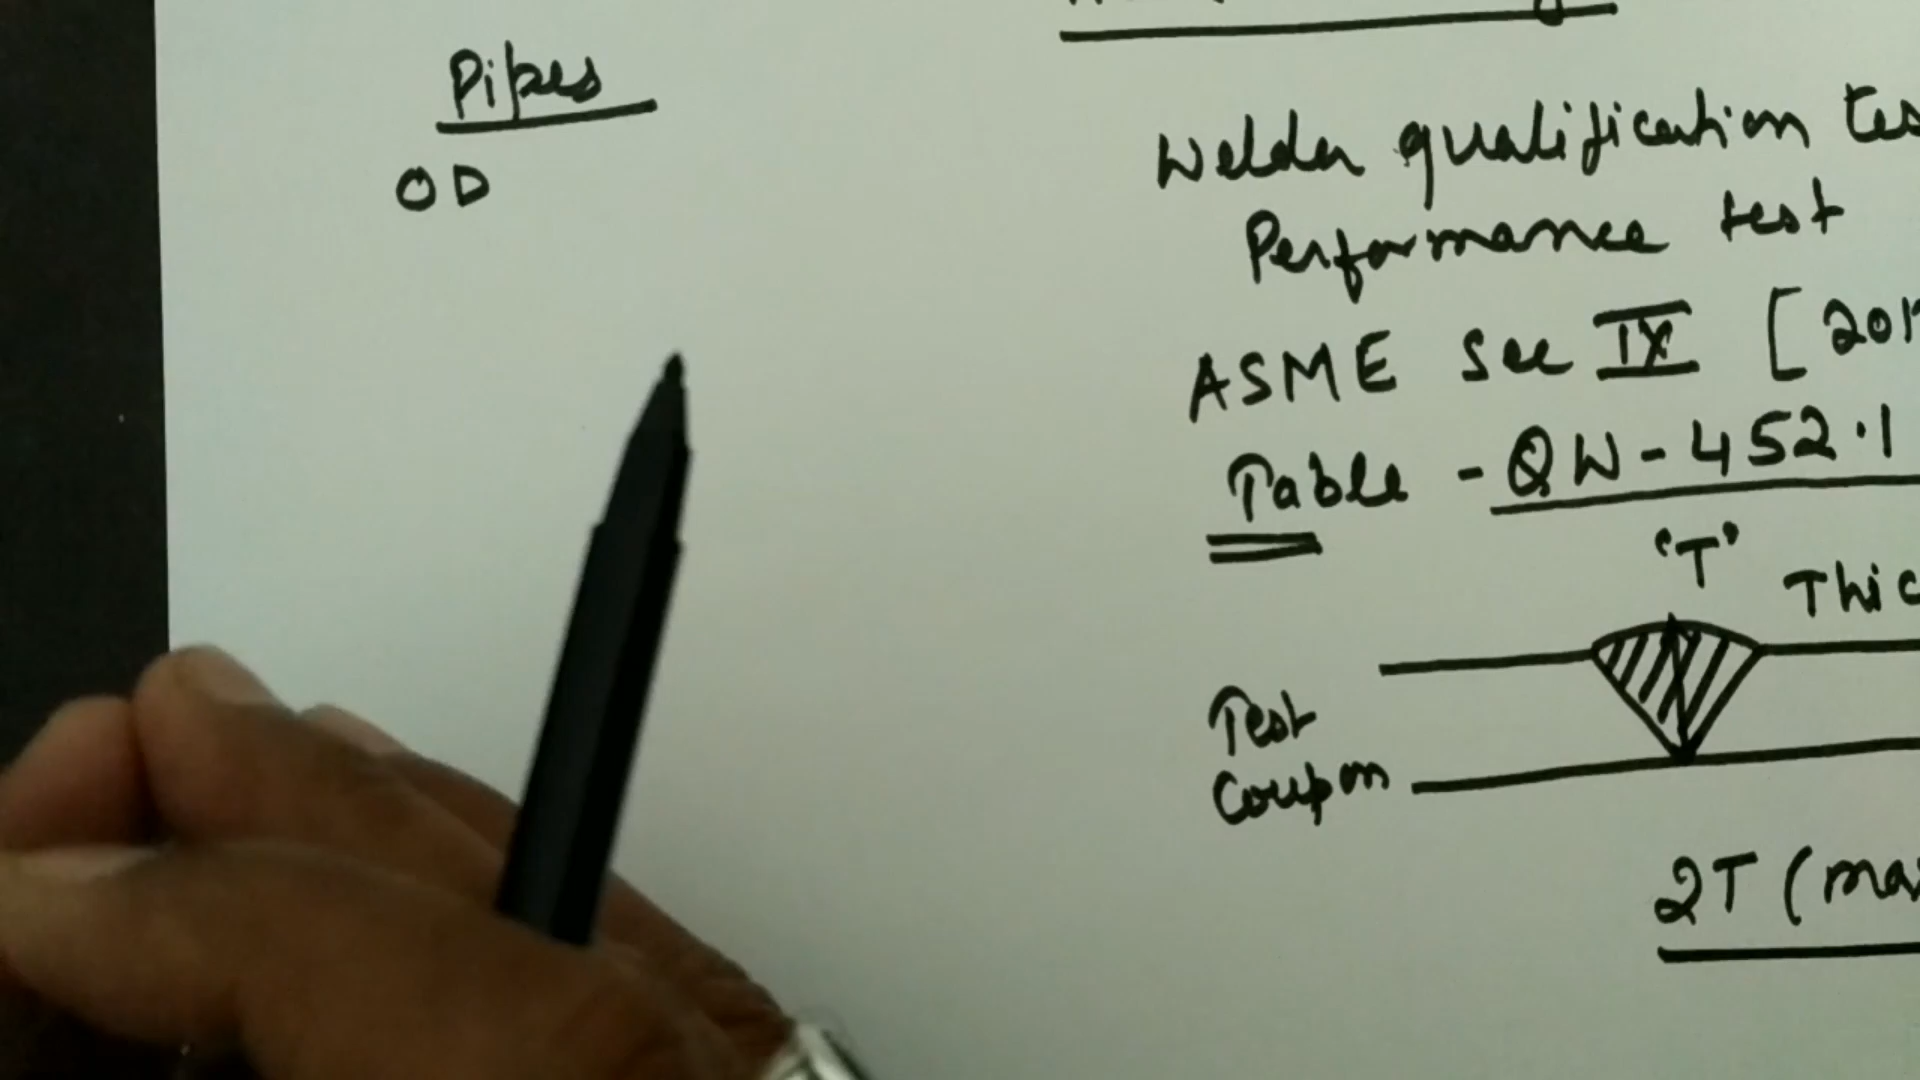 Pipes
OD
Welder qualification tes
Performance test
ASME Sec IX [201
Table - QW-452.1
'T'
Thic
Test
Coupon
2T (ma